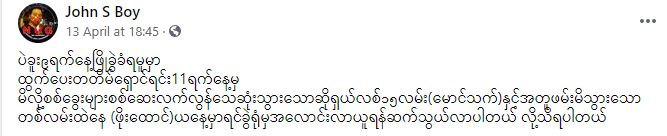 John S Boy
13 April at 18:45
ပဲခူး၉ရက်နေ့ဖြိုခွဲခံရမှုမှာ
ထွက်ပေးတတိမ်ရှောင်ရင်း11ရက်နေ့မှ
မိလို့စစ်ခွေးများစစ်ဆေးလက်လွန်သေဆုံးသွားသောဆိုရှယ်လစ်၁၅လမ်း(မောင်သက်)နှင့်အတူဖမ်းမိသွားသော
တစ်လမ်းထဲနေ (ဖိုးထောင်)ယနေ့မှာရင်ခွဲရုံမှအလောင်းလာယူရန်ဆက်သွယ်လာပါတယ် လို့သိရပါတယ်